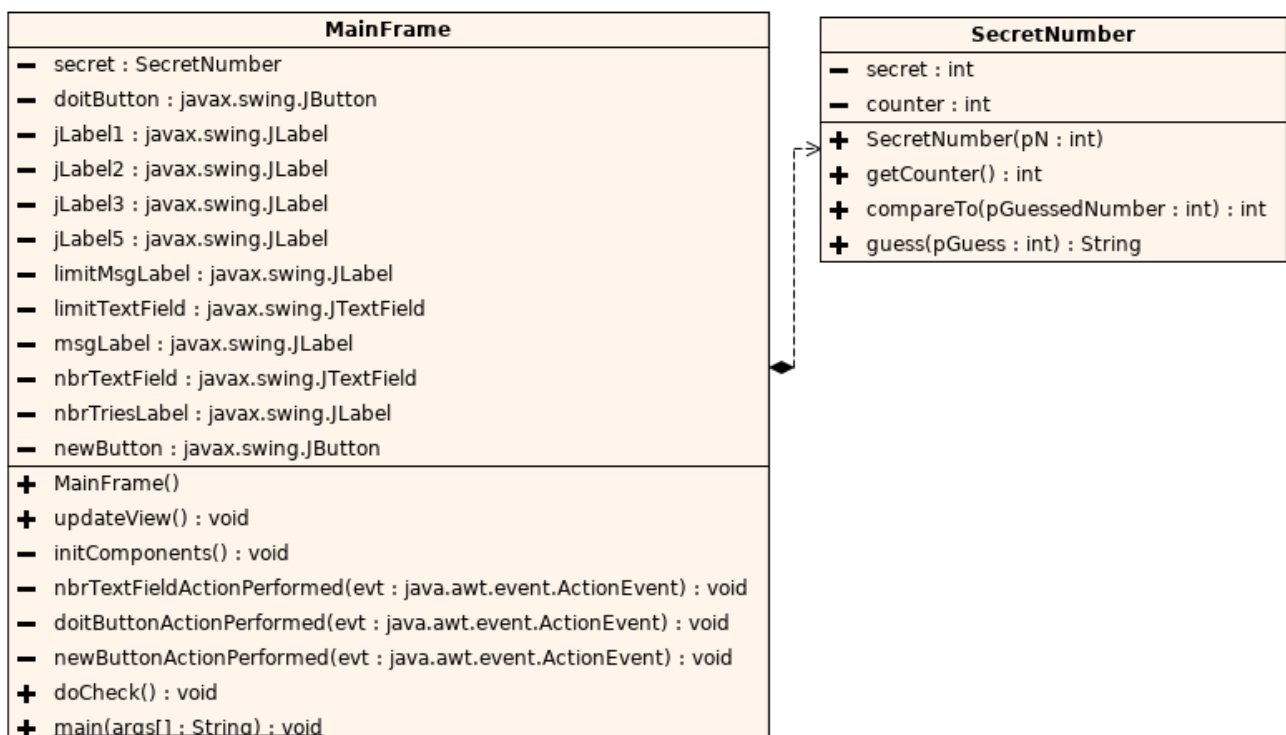 MainFrame
− secret : SecretNumber
− doitButton : javax.swing.JButton
− jLabel1 : javax.swing.JLabel
− jLabel2 : javax.swing.JLabel
− jLabel3 : javax.swing.JLabel
− jLabel5 : javax.swing.JLabel
− limitMsgLabel : javax.swing.JLabel
− limitTextField : javax.swing.JTextField
− msgLabel : javax.swing.JLabel
− nbrTextField : javax.swing.JTextField
− nbrTriesLabel : javax.swing.JLabel
− newButton : javax.swing.JButton
+ MainFrame()
+ updateView() : void
− initComponents() : void
− nbrTextFieldActionPerformed(evt : java.awt.event.ActionEvent) : void
− doitButtonActionPerformed(evt : java.awt.event.ActionEvent) : void
− newButtonActionPerformed(evt : java.awt.event.ActionEvent) : void
+ doCheck() : void
+ main(args[] : String) : void
SecretNumber
− secret : int
− counter : int
+ SecretNumber(pN : int)
+ getCounter() : int
+ compareTo(pGuessedNumber : int) : int
+ guess(pGuess : int) : String